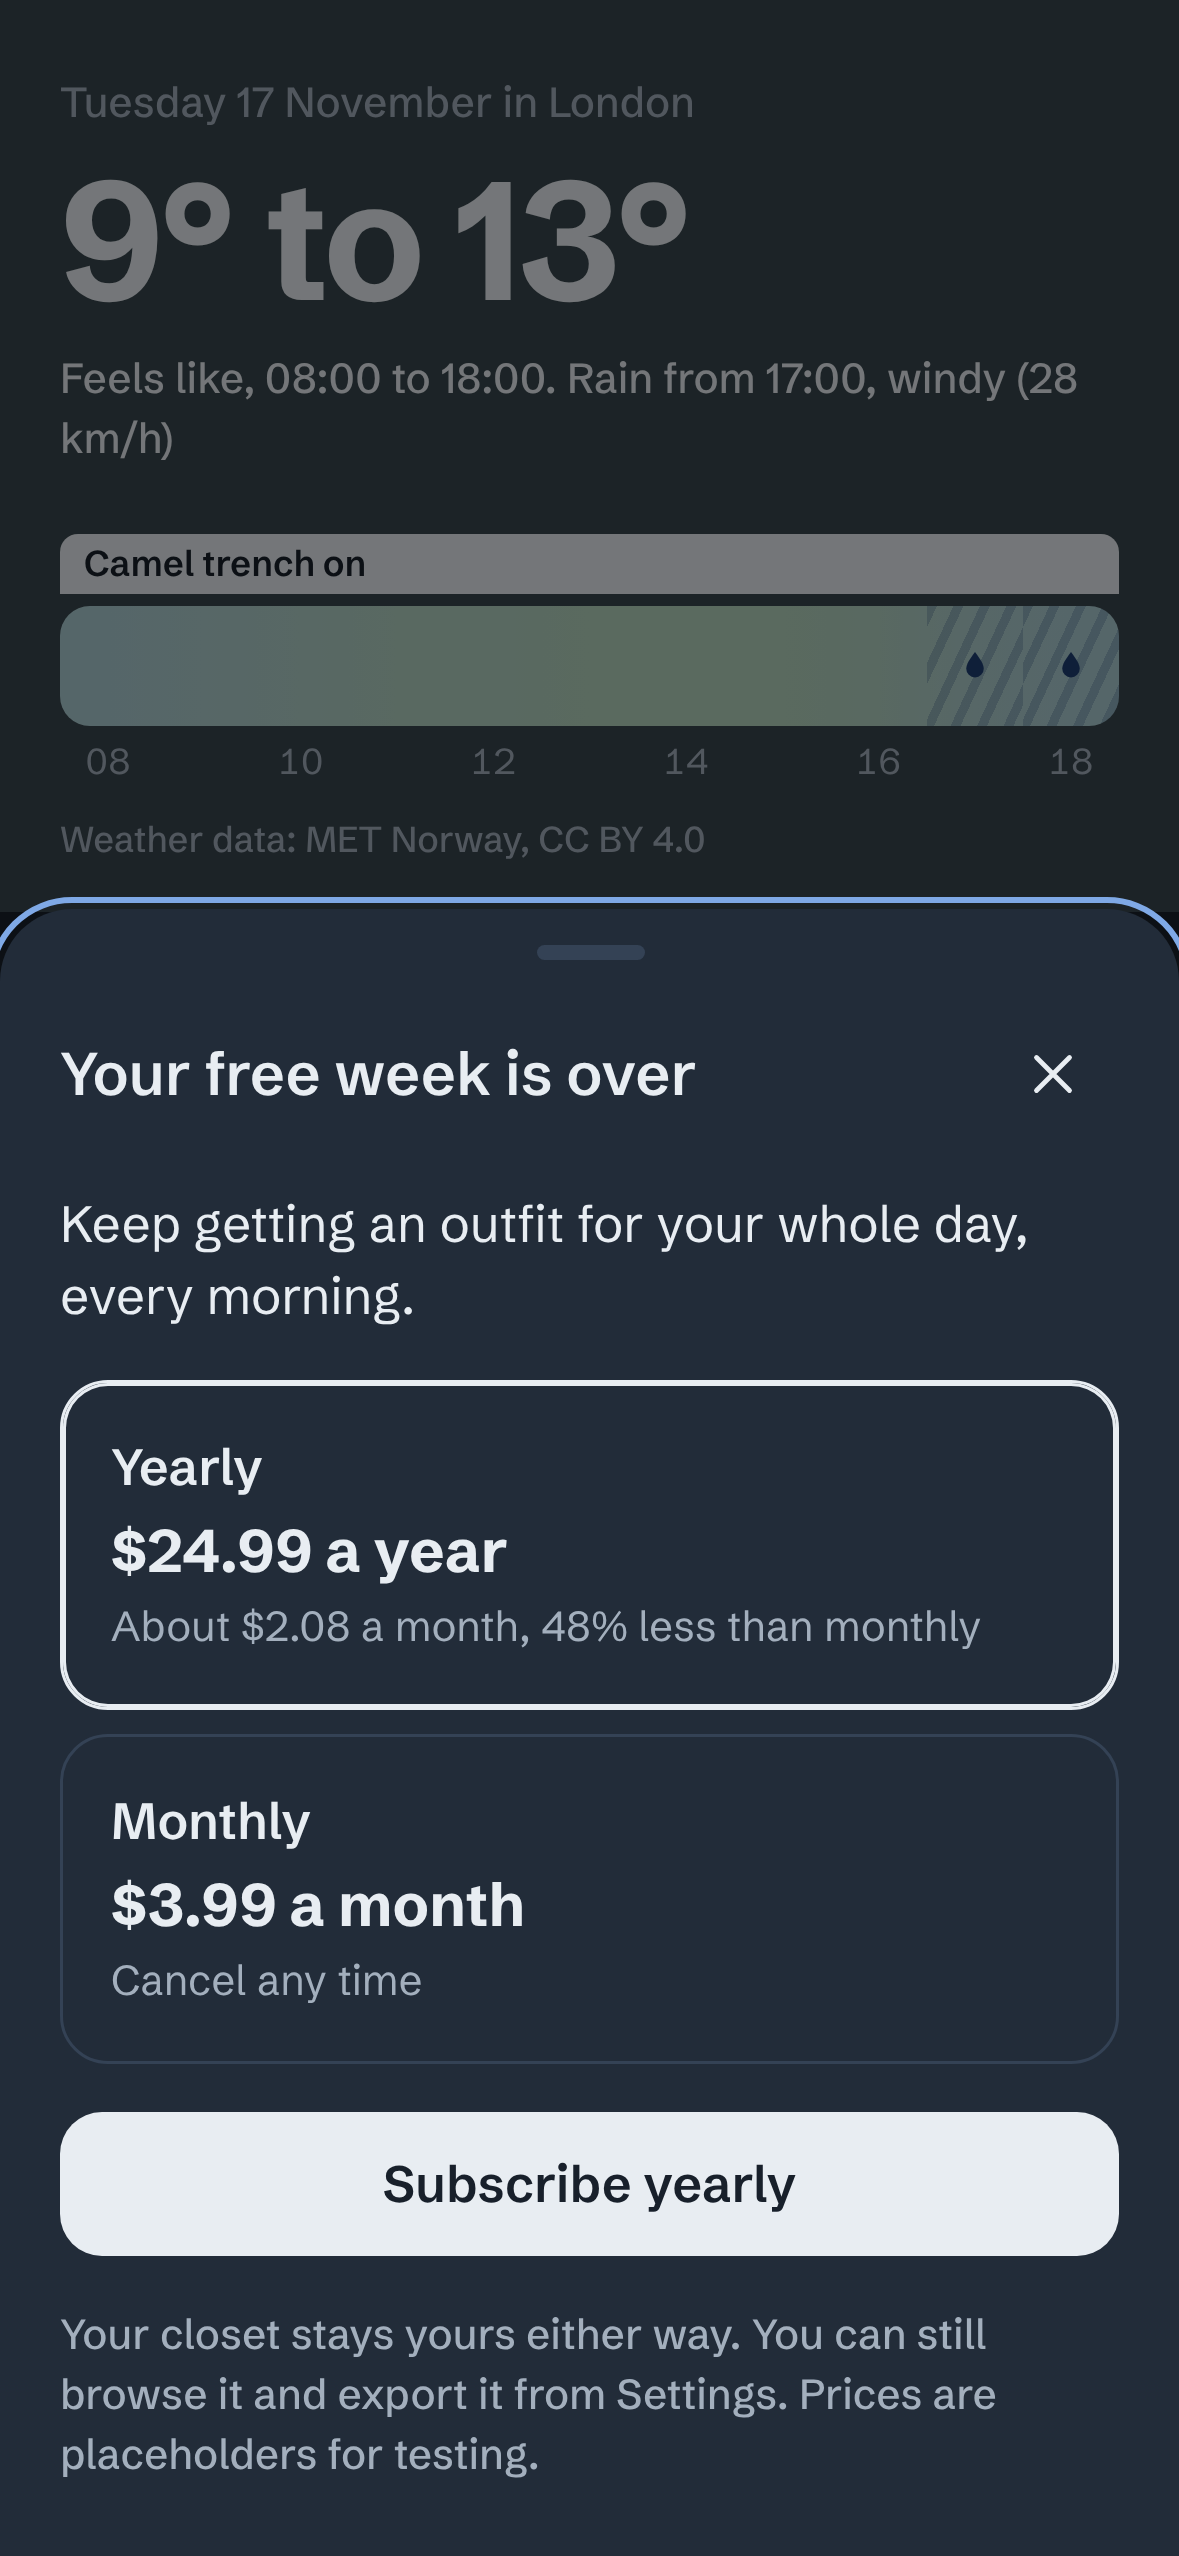 Tuesday 17 November in London
9° to 13°
Feels like, 08:00 to 18:00. Rain from 17:00, windy (28
km/h)
Camel trench on
08 10 12 14 16 18
Weather data: MET Norway, CC BY 4.0
Your free week is over
Keep getting an outfit for your whole day,
every morning.
Yearly
$24.99 a year
About $2.08 a month, 48% less than monthly
Monthly
$3.99 a month
Cancel any time
Subscribe yearly
Your closet stays yours either way. You can still
browse it and export it from Settings. Prices are
placeholders for testing.